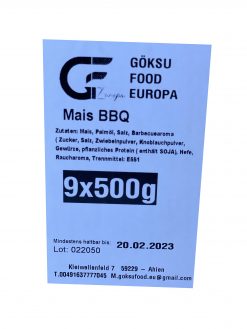 GF
Europa
GÖKSU
FOOD
EUROPA
Mais BBQ
Zutaten: Mais, Palmöl, Salz, Barbecuearoma
( Zucker, Salz, Zwiebelnpulver, Knoblauchpulver,
Gewürze, pflanzliches Protein ( enthält SOJA), Hefe,
Raucharoma, Trennmittel: E551
9x500g
Mindestens haltbar bis: 20.02.2023
Lot: 022050
Kleiwellenfeld 7 59229 - Ahlen
T.00491637777045 M.goksufood.eu@gmail.com